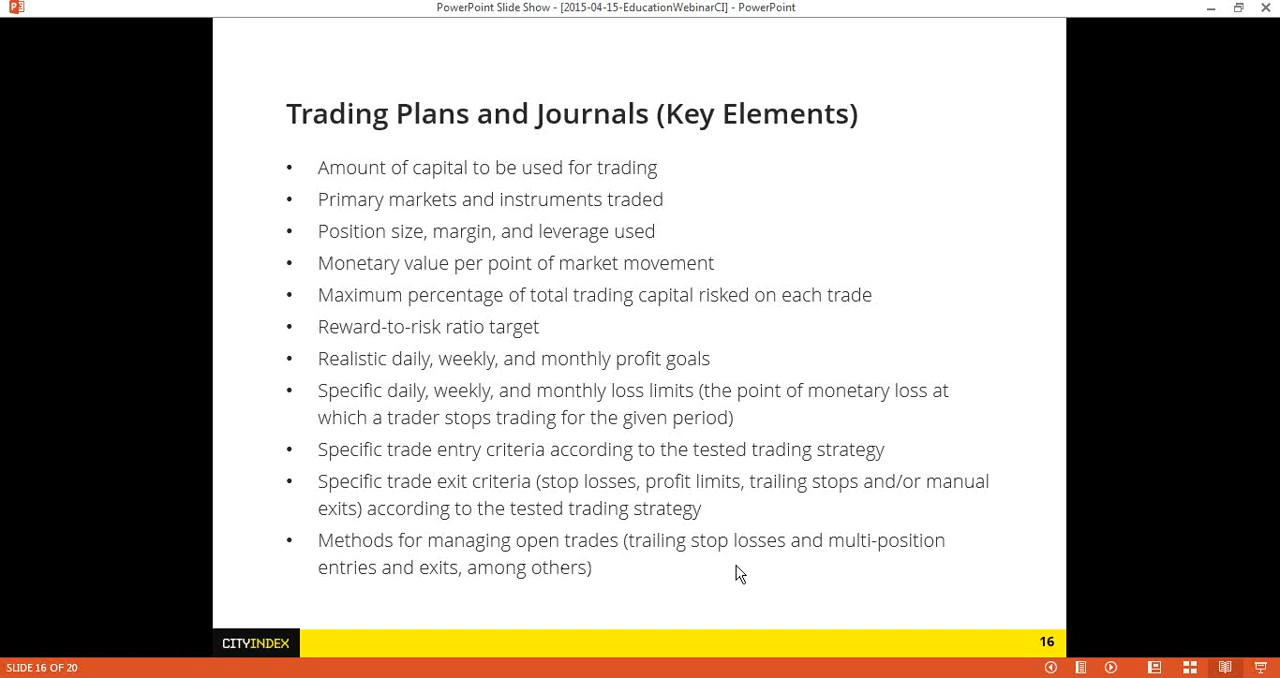 PowerPoint Slide Show - [2015-04-15-EducationWebinarCI] - PowerPoint
Trading Plans and Journals (Key Elements)
• Amount of capital to be used for trading
• Primary markets and instruments traded
• Position size, margin, and leverage used
• Monetary value per point of market movement
• Maximum percentage of total trading capital risked on each trade
• Reward-to-risk ratio target
• Realistic daily, weekly, and monthly profit goals
• Specific daily, weekly, and monthly loss limits (the point of monetary loss at
which a trader stops trading for the given period)
• Specific trade entry criteria according to the tested trading strategy
• Specific trade exit criteria (stop losses, profit limits, trailing stops and/or manual
exits) according to the tested trading strategy
• Methods for managing open trades (trailing stop losses and multi-position
entries and exits, among others)
CITYINDEX
16
SLIDE 16 OF 20